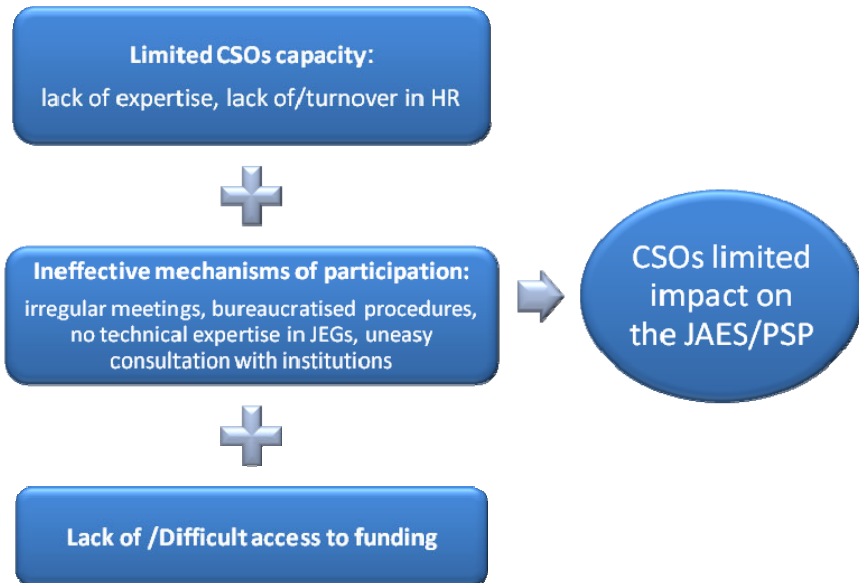 Limited CSOs capacity:
lack of expertise, lack of/turnover in HR
Ineffective mechanisms of participation:
irregular meetings, bureaucratised procedures,
no technical expertise in JEGs, uneasy
consultation with institutions
CSOs limited
impact on
the JAES/PSP
Lack of /Difficult access to funding